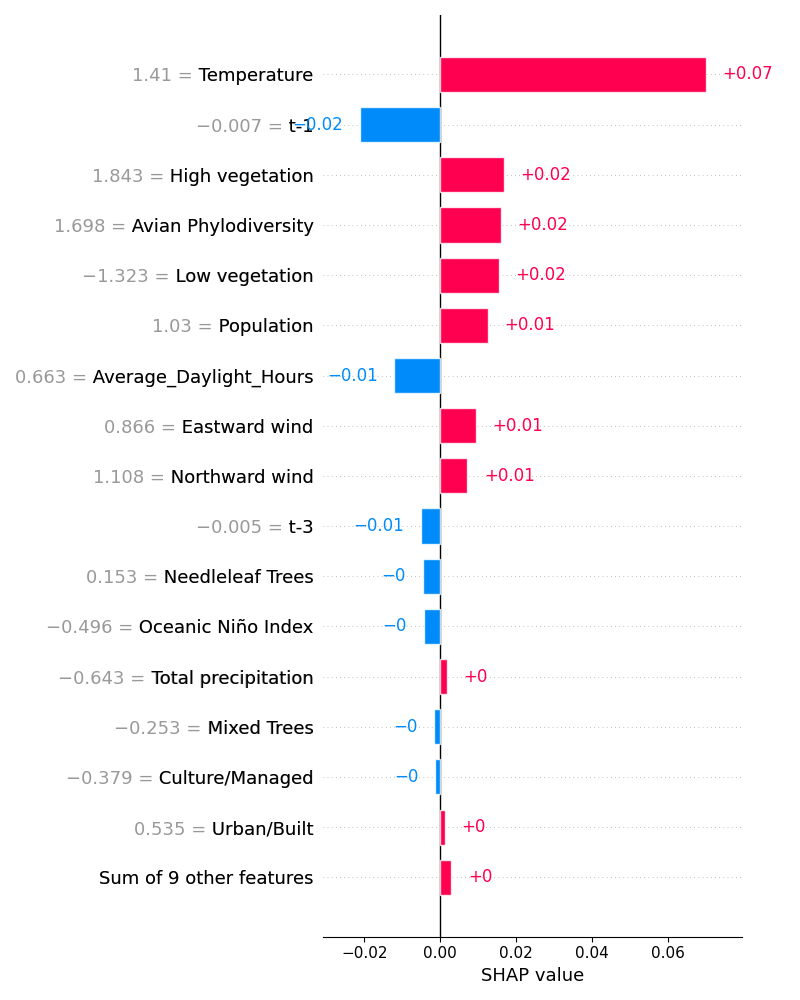 1.41 = Temperature +0.07
−0.007 = t-1 −0.02
1.843 = High vegetation +0.02
1.698 = Avian Phylodiversity +0.02
−1.323 = Low vegetation +0.02
1.03 = Population +0.01
0.663 = Average_Daylight_Hours −0.01
0.866 = Eastward wind +0.01
1.108 = Northward wind +0.01
−0.005 = t-3 −0.01
0.153 = Needleleaf Trees −0
−0.496 = Oceanic Niño Index −0
−0.643 = Total precipitation +0
−0.253 = Mixed Trees −0
−0.379 = Culture/Managed −0
0.535 = Urban/Built +0
Sum of 9 other features +0
−0.02 0.00 0.02 0.04 0.06
SHAP value